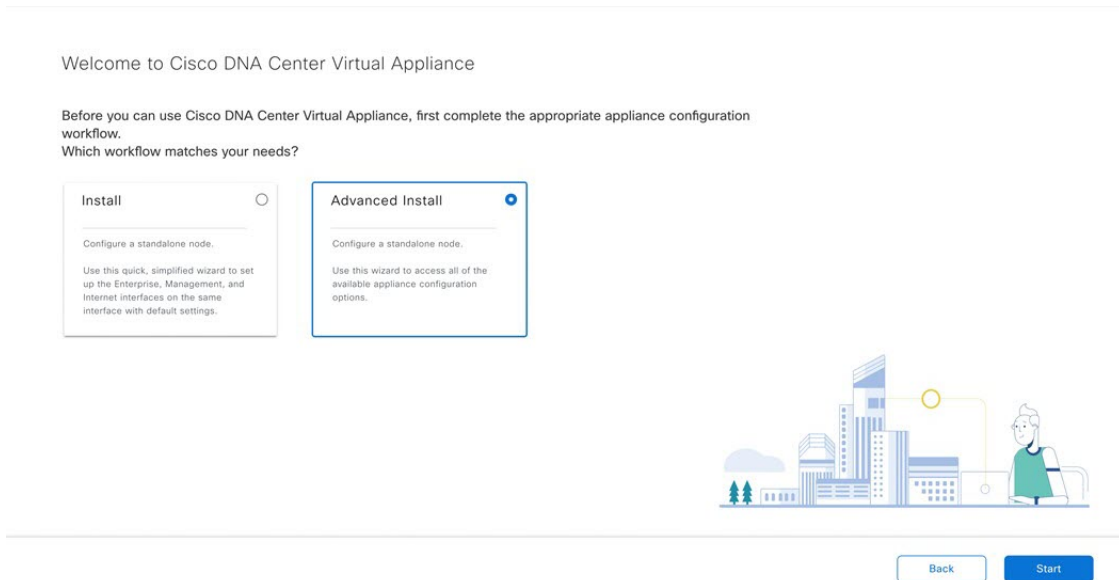 Welcome to Cisco DNA Center Virtual Appliance
Before you can use Cisco DNA Center Virtual Appliance, first complete the appropriate appliance configuration
workflow.
Which workflow matches your needs?
Install
Configure a standalone node.
Use this quick, simplified wizard to set
up the Enterprise, Management, and
Internet interfaces on the same
interface with default settings.
Advanced Install
Configure a standalone node.
Use this wizard to access all of the
available appliance configuration
options.
Back
Start